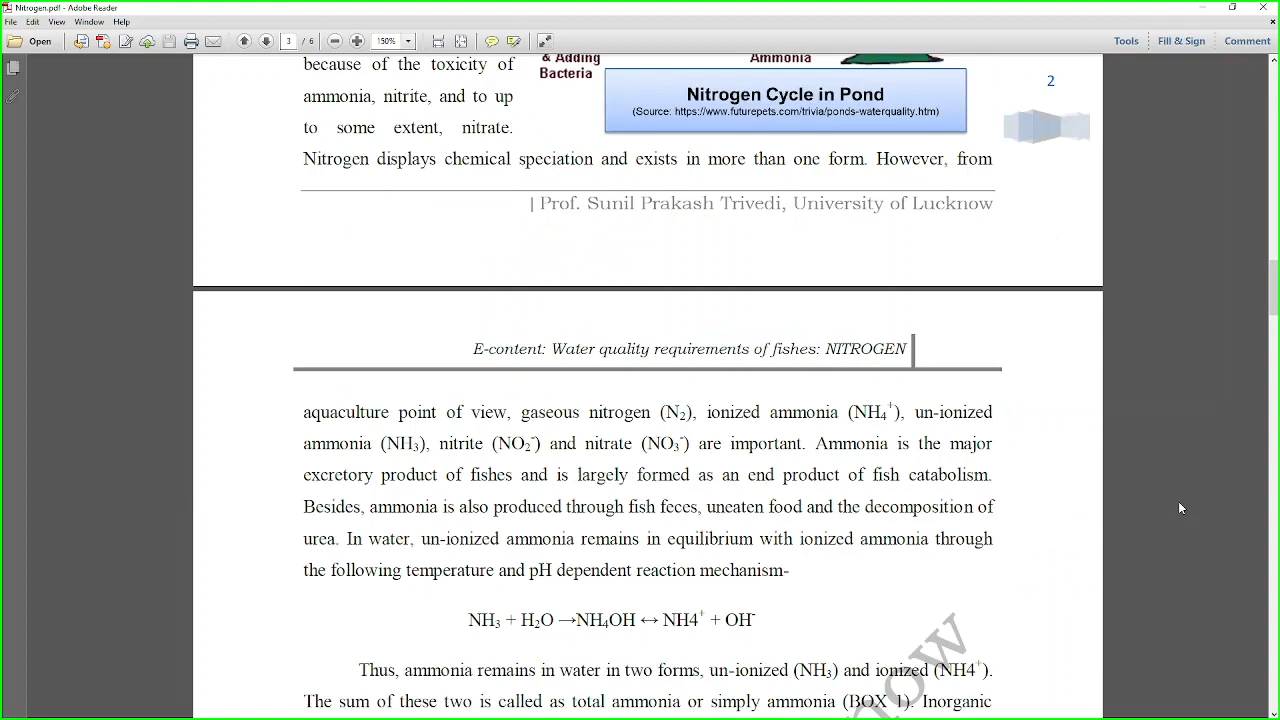 Nitrogen.pdf - Adobe Reader
File Edit View Window Help
Open 3 / 6 150% Tools Fill & Sign Comment
& Adding Ammonia
Bacteria
because of the toxicity of
ammonia, nitrite, and to up
to some extent, nitrate.
Nitrogen Cycle in Pond
(Source: https://www.futurepets.com/trivia/ponds-waterquality.htm)
2
Nitrogen displays chemical speciation and exists in more than one form. However, from
| Prof. Sunil Prakash Trivedi, University of Lucknow
E-content: Water quality requirements of fishes: NITROGEN
aquaculture point of view, gaseous nitrogen (N₂), ionized ammonia (NH₄⁺), un-ionized
ammonia (NH₃), nitrite (NO₂⁻) and nitrate (NO₃⁻) are important. Ammonia is the major
excretory product of fishes and is largely formed as an end product of fish catabolism.
Besides, ammonia is also produced through fish feces, uneaten food and the decomposition of
urea. In water, un-ionized ammonia remains in equilibrium with ionized ammonia through
the following temperature and pH dependent reaction mechanism-
NH₃ + H₂O →NH₄OH ↔ NH4⁺ + OH⁻
Thus, ammonia remains in water in two forms, un-ionized (NH₃) and ionized (NH4⁺).
The sum of these two is called as total ammonia or simply ammonia (BOX 1). Inorganic